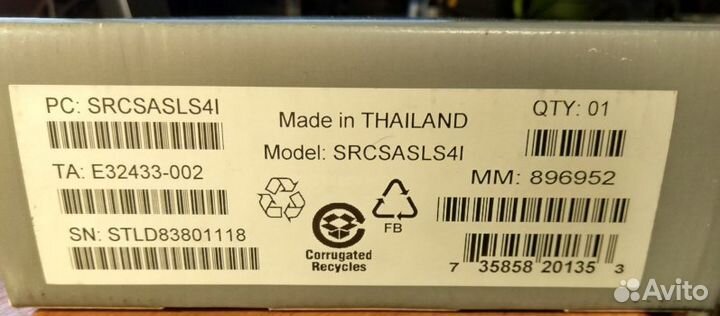 PC: SRCSASLS4I
TA: E32433-002
SN: STLD83801118
Made in THAILAND
Model: SRCSASLS4I
Corrugated
Recycles
FB
QTY: 01
MM: 896952
7 35858 20135 3
Avito